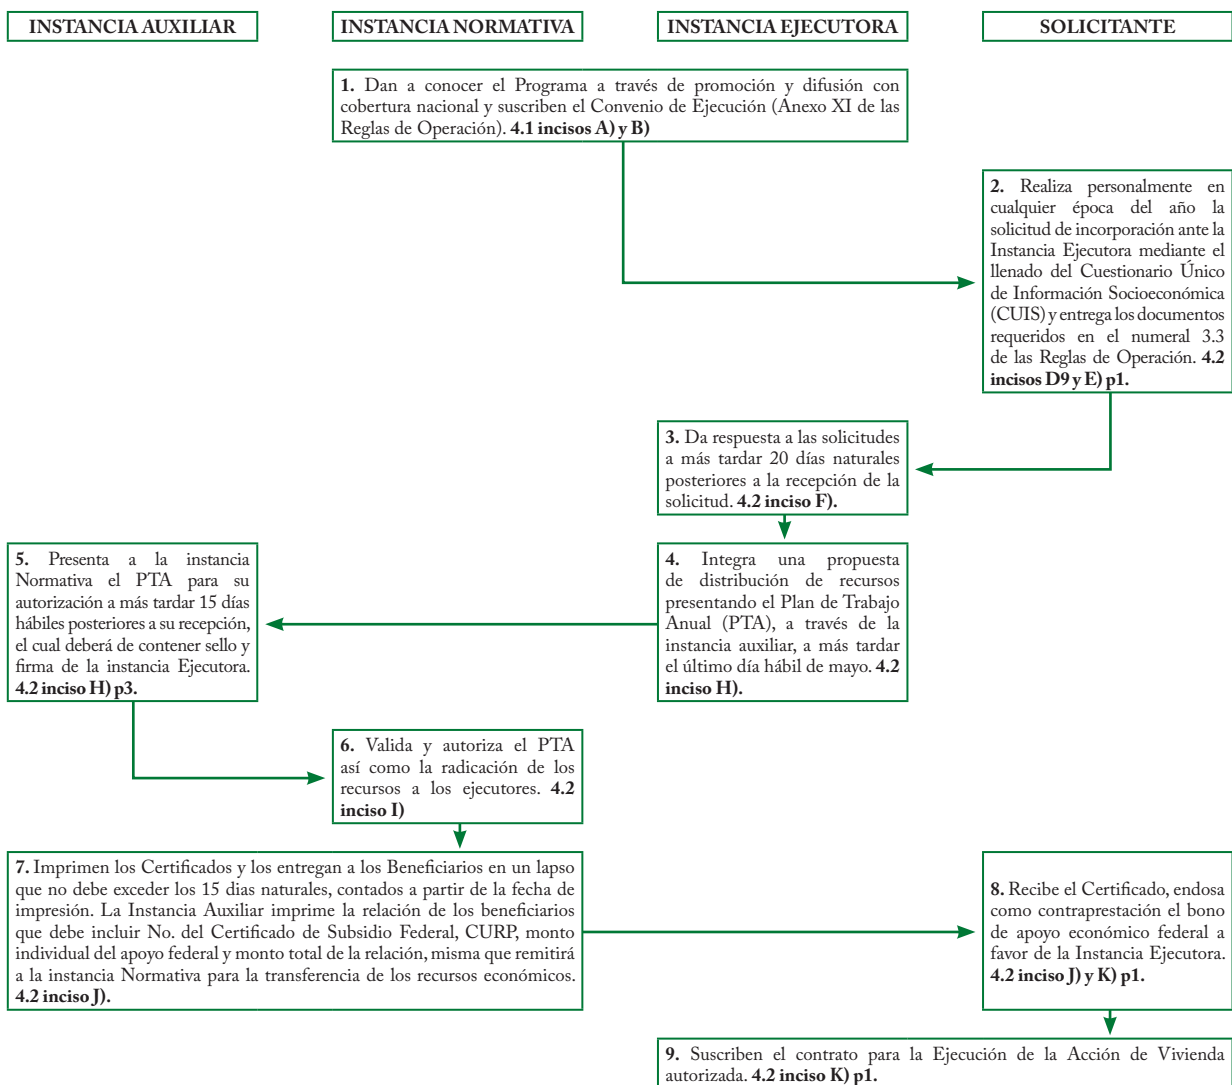 INSTANCIA AUXILIAR
INSTANCIA NORMATIVA
INSTANCIA EJECUTORA
SOLICITANTE
1. Dan a conocer el Programa a través de promoción y difusión con
cobertura nacional y suscriben el Convenio de Ejecución (Anexo XI de las
Reglas de Operación). 4.1 incisos A) y B)
2. Realiza personalmente en
cualquier época del año la
solicitud de incorporación ante la
Instancia Ejecutora mediante el
llenado del Cuestionario Único
de Información Socioeconómica
(CUIS) y entrega los documentos
requeridos en el numeral 3.3
de las Reglas de Operación. 4.2
incisos D9 y E) p1.
3. Da respuesta a las solicitudes
a más tardar 20 días naturales
posteriores a la recepción de la
solicitud. 4.2 inciso F).
4. Integra una propuesta
de distribución de recursos
presentando el Plan de Trabajo
Anual (PTA), a través de la
instancia auxiliar, a más tardar
el último día hábil de mayo. 4.2
inciso H).
5. Presenta a la instancia
Normativa el PTA para su
autorización a más tardar 15 días
hábiles posteriores a su recepción,
el cual deberá de contener sello y
firma de la instancia Ejecutora.
4.2 inciso H) p3.
6. Valida y autoriza el PTA
así como la radicación de los
recursos a los ejecutores. 4.2
inciso I)
7. Imprimen los Certificados y los entregan a los Beneficiarios en un lapso
que no debe exceder los 15 dias naturales, contados a partir de la fecha de
impresión. La Instancia Auxiliar imprime la relación de los beneficiarios
que debe incluir No. del Certificado de Subsidio Federal, CURP, monto
individual del apoyo federal y monto total de la relación, misma que remitirá
a la instancia Normativa para la transferencia de los recursos económicos.
4.2 inciso J).
8. Recibe el Certificado, endosa
como contraprestación el bono
de apoyo económico federal a
favor de la Instancia Ejecutora.
4.2 inciso J) y K) p1.
9. Suscriben el contrato para la Ejecución de la Acción de Vivienda
autorizada. 4.2 inciso K) p1.